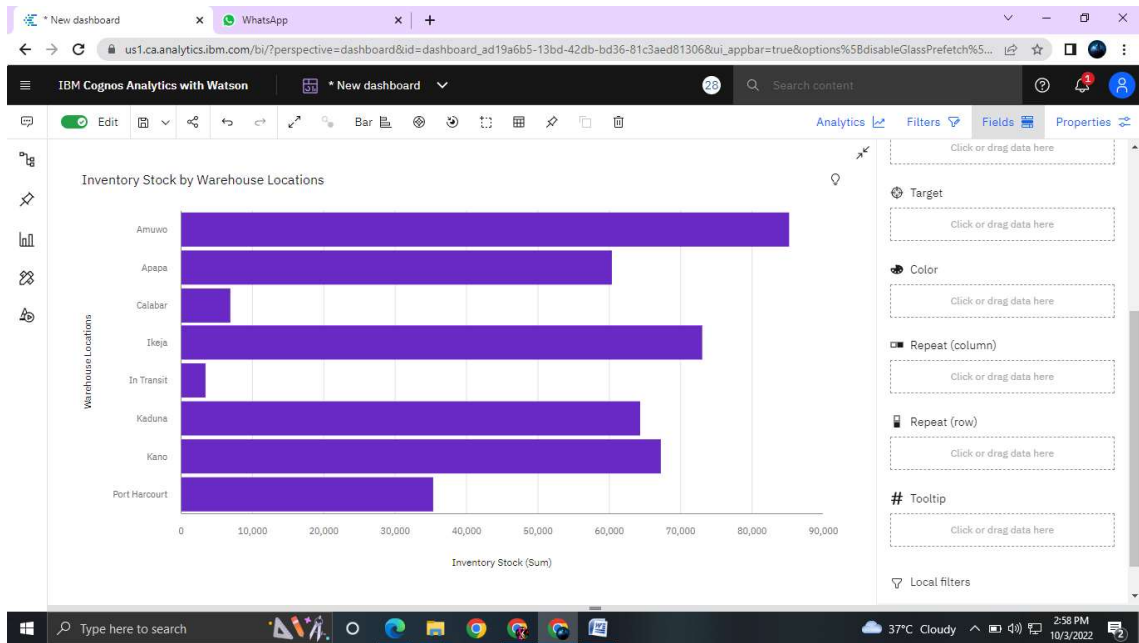 * New dashboard
WhatsApp
us1.ca.analytics.ibm.com/bi/?perspective=dashboard&id=dashboard_ad19a6b5-13bd-42db-bd36-81c3aed81306&ui_appbar=true&options%5BdisableGlassPrefetch%5...
IBM Cognos Analytics with Watson
* New dashboard
28
Search content
1
Edit
Bar
Analytics
Filters
Fields
Properties
Inventory Stock by Warehouse Locations
Warehouse Locations
Amuwo
Apapa
Calabar
Ikeja
In Transit
Kaduna
Kano
Port Harcourt
0 10,000 20,000 30,000 40,000 50,000 60,000 70,000 80,000 90,000
Inventory Stock (Sum)
Click or drag data here
Target
Click or drag data here
Color
Click or drag data here
Repeat (column)
Click or drag data here
Repeat (row)
Click or drag data here
# Tooltip
Click or drag data here
Local filters
Type here to search
37°C Cloudy
2:58 PM
10/3/2022
2